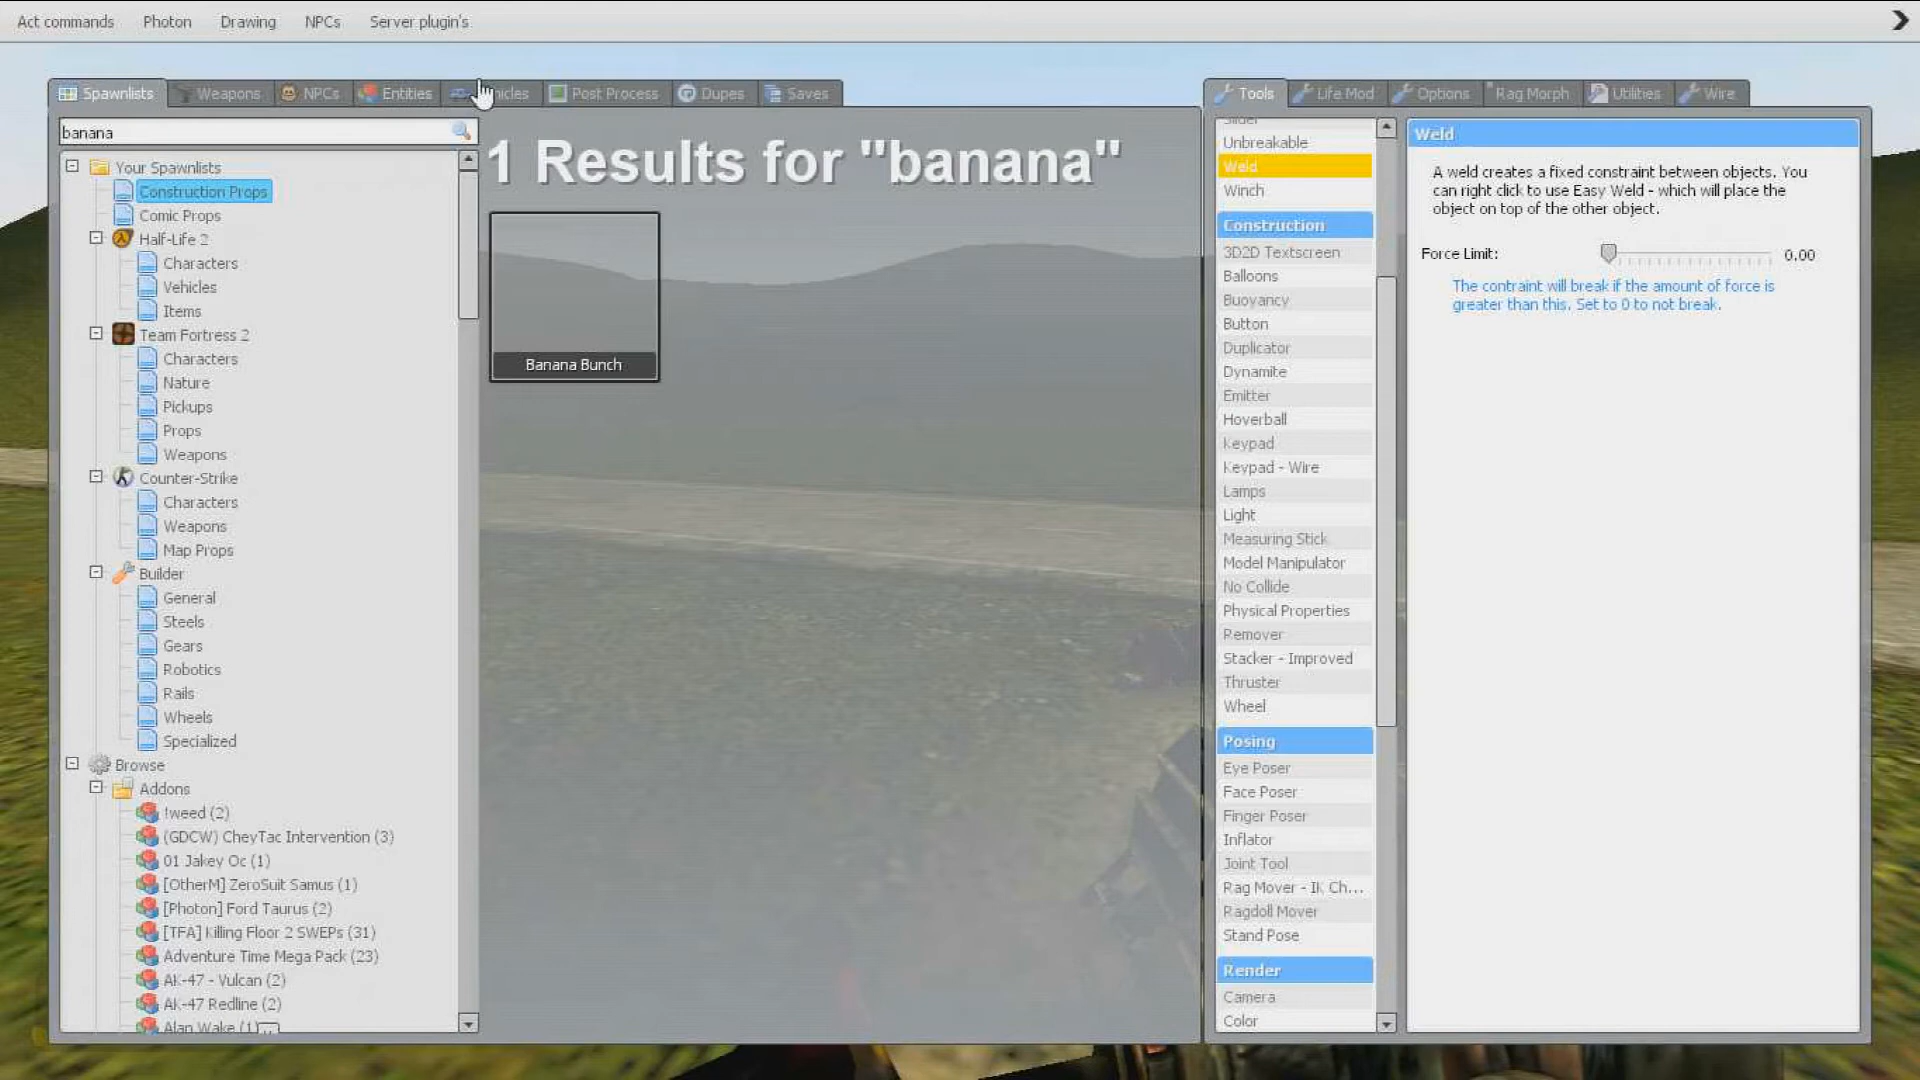 Act commands Photon Drawing NPCs Server plugin's
Spawnlists Weapons NPCs Entities Post Process Dupes Saves
banana
Your Spawnlists
Construction Props
Comic Props
Half-Life 2
Characters
Vehicles
Items
Team Fortress 2
Characters
Nature
Pickups
Props
Weapons
Counter-Strike
Characters
Weapons
Map Props
Builder
General
Steels
Gears
Robotics
Rails
Wheels
Specialized
Browse
Addons
!weed (2)
(GDCW) CheyTac Intervention (3)
01 Jakey Oc (1)
[OtherM] ZeroSuit Samus (1)
[Photon] Ford Taurus (2)
[TFA] Killing Floor 2 SWEPs (31)
Adventure Time Mega Pack (23)
AK-47 - Vulcan (2)
AK-47 Redline (2)
Alan Wake (1)
1 Results for "banana"
Banana Bunch
Tools Life Mod Options Rag Morph Utilities Wire
Slider
Unbreakable
Weld
Winch
Construction
3D2D Textscreen
Balloons
Buoyancy
Button
Duplicator
Dynamite
Emitter
Hoverball
Keypad
Keypad - Wire
Lamps
Light
Measuring Stick
Model Manipulator
No Collide
Physical Properties
Remover
Stacker - Improved
Thruster
Wheel
Posing
Eye Poser
Face Poser
Finger Poser
Inflator
Joint Tool
Rag Mover - IK Ch...
Ragdoll Mover
Stand Pose
Render
Camera
Color
Weld
A weld creates a fixed constraint between objects. You
can right click to use Easy Weld - which will place the
object on top of the other object.
Force Limit: 0.00
The contraint will break if the amount of force is
greater than this. Set to 0 to not break.